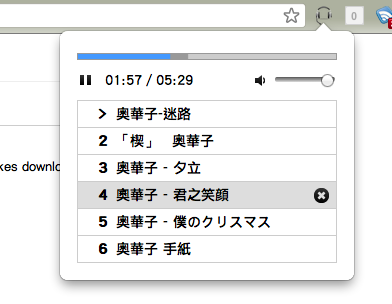 0
01:57 / 05:29
> 奥華子-迷路
2 「楔」 奥華子
3 奥華子 - 夕立
kes downlo
4 奥華子 - 君之笑顔
5 奥華子 - 僕のクリスマス
6 奥華子 手紙